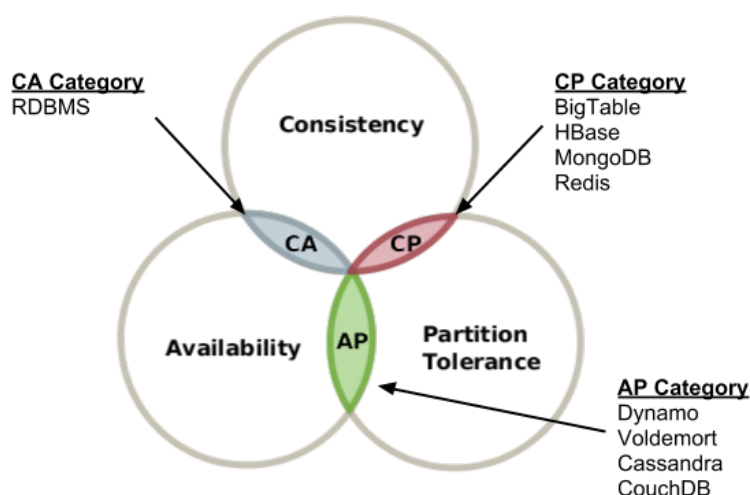 CA Category
RDBMS
CP Category
BigTable
HBase
MongoDB
Redis
Consistency
CA
CP
Availability
AP
Partition
Tolerance
AP Category
Dynamo
Voldemort
Cassandra
CouchDB